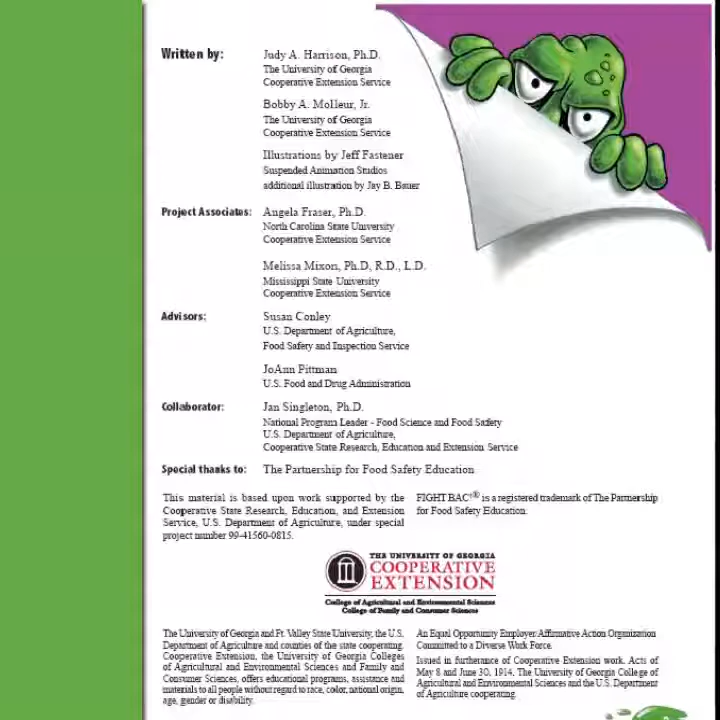 Written by: Judy A. Harrison, Ph.D.
The University of Georgia
Cooperative Extension Service
Bobby A. Molleur, Jr.
The University of Georgia
Cooperative Extension Service
Illustrations by Jeff Fastener
Suspended Animation Studios
additional illustration by Jay B. Bauer
Project Associates: Angela Fraser, Ph.D.
North Carolina State University
Cooperative Extension Service
Melissa Mixon, Ph.D, R.D., L.D.
Mississippi State University
Cooperative Extension Service
Advisors: Susan Conley
U.S. Department of Agriculture,
Food Safety and Inspection Service
JoAnn Pittman
U.S. Food and Drug Administration
Collaborator: Jan Singleton, Ph.D.
National Program Leader - Food Science and Food Safety
U.S. Department of Agriculture,
Cooperative State Research, Education and Extension Service
Special thanks to: The Partnership for Food Safety Education
This material is based upon work supported by the
Cooperative State Research, Education, and Extension
Service, U.S. Department of Agriculture, under special
project number 99-41560-0815.
FIGHT BAC!® is a registered trademark of The Partnership
for Food Safety Education.
THE UNIVERSITY OF GEORGIA
COOPERATIVE
EXTENSION
College of Agricultural and Environmental Sciences
College of Family and Consumer Sciences
The University of Georgia and Ft. Valley State University, the U.S.
Department of Agriculture and counties of the state cooperating.
Cooperative Extension, the University of Georgia Colleges
of Agricultural and Environmental Sciences and Family and
Consumer Sciences, offers educational programs, assistance and
materials to all people without regard to race, color, national origin,
age, gender or disability.
An Equal Opportunity Employer/Affirmative Action Organization
Committed to a Diverse Work Force.
Issued in furtherance of Cooperative Extension work, Acts of
May 8 and June 30, 1914, The University of Georgia College of
Agricultural and Environmental Sciences and the U.S. Department
of Agriculture cooperating.